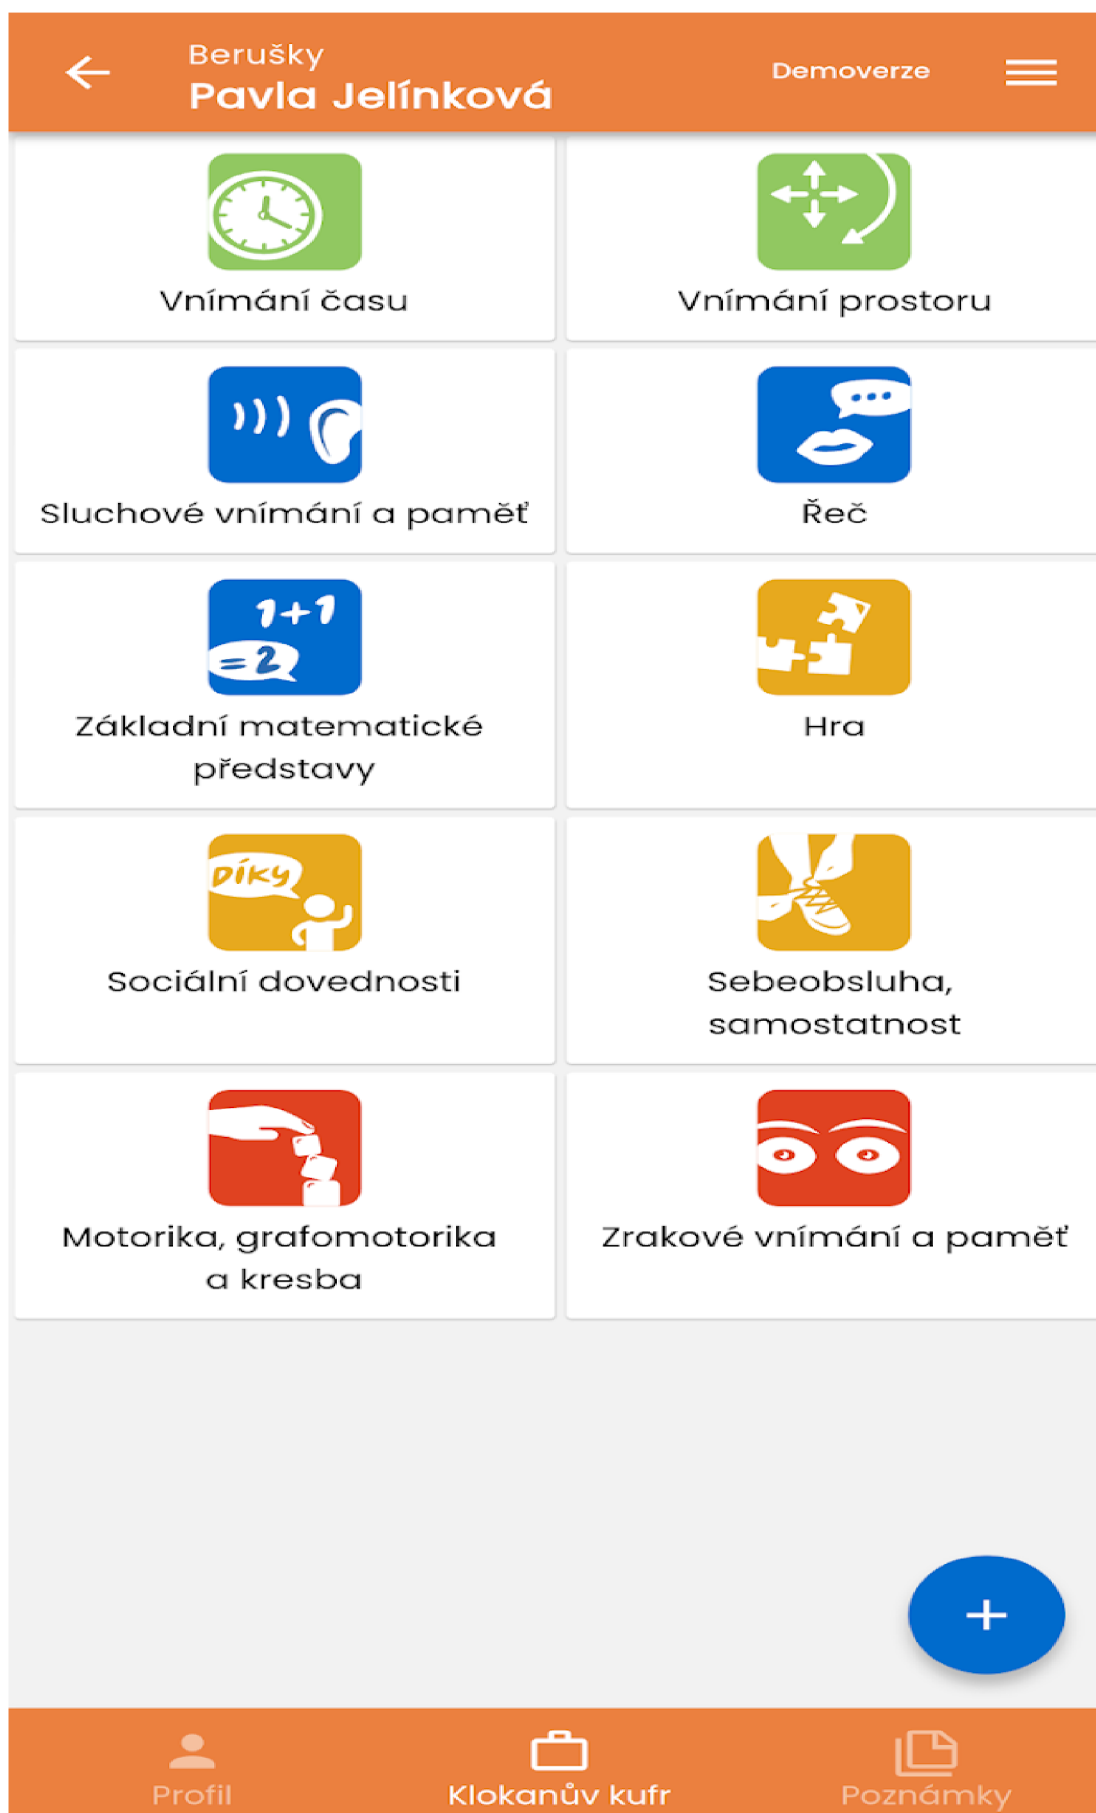 Berušky
Pavla Jelínková
Demoverze
Vnímání času
Vnímání prostoru
Sluchové vnímání a paměť
Řeč
1+1
=2
Základní matematické
představy
Hra
DÍKY
Sociální dovednosti
Sebeobsluha,
samostatnost
Motorika, grafomotorika
a kresba
Zrakové vnímání a paměť
+
Profil
Klokanův kufr
Poznámky